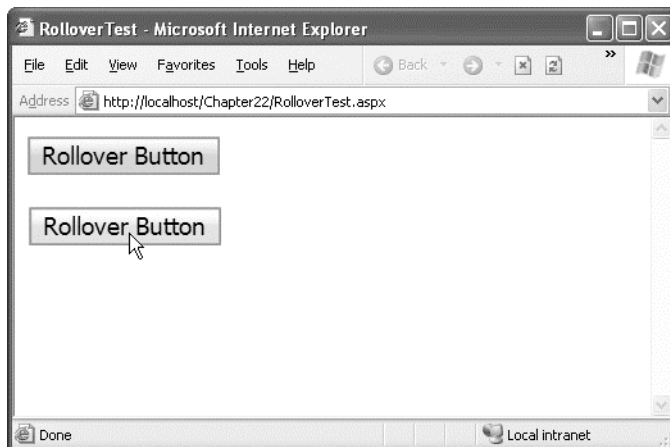 RolloverTest - Microsoft Internet Explorer
File Edit View Favorites Tools Help Back »
Address http://localhost/Chapter22/RolloverTest.aspx
Rollover Button
Rollover Button
Done Local intranet